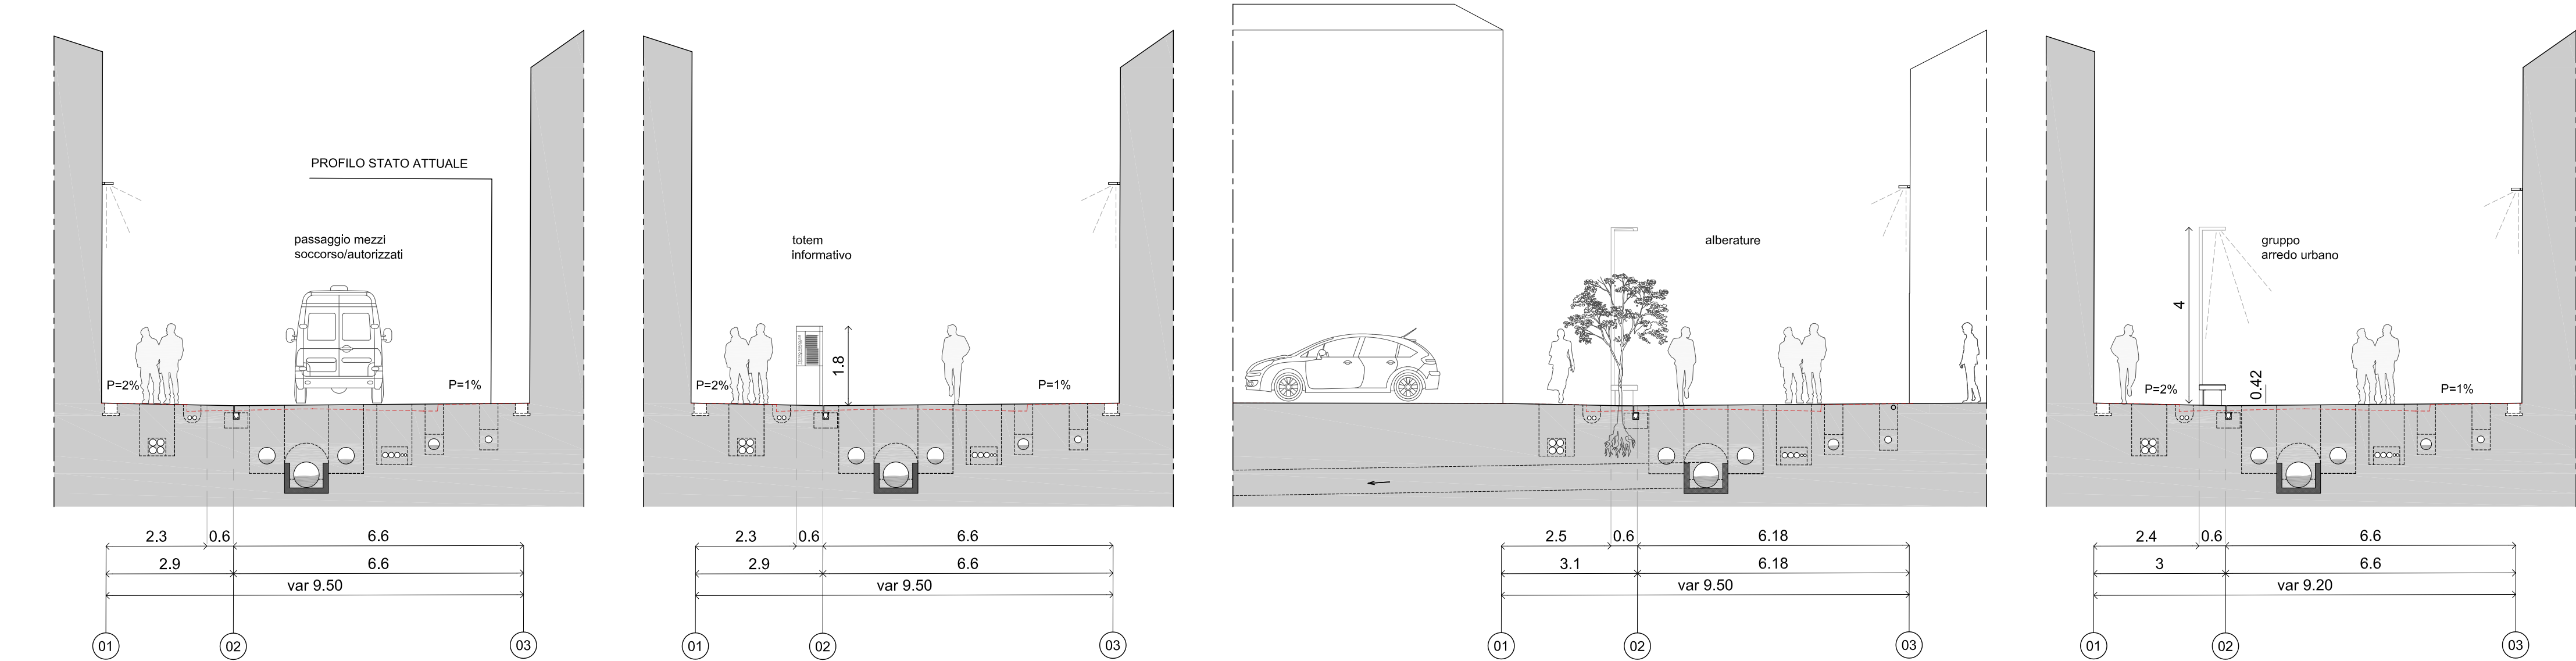 PROFILO STATO ATTUALE
passaggio mezzi
soccorso/autorizzati
P=2%
P=1%
2.3
0.6
6.6
2.9
6.6
var 9.50
01
02
03
totem
informativo
1.8
P=2%
P=1%
2.3
0.6
6.6
2.9
6.6
var 9.50
01
02
03
alberature
2.5
0.6
6.18
3.1
6.18
var 9.50
01
02
03
gruppo
arredo urbano
4
0.42
P=2%
P=1%
2.4
0.6
6.6
3
6.6
var 9.20
01
02
03